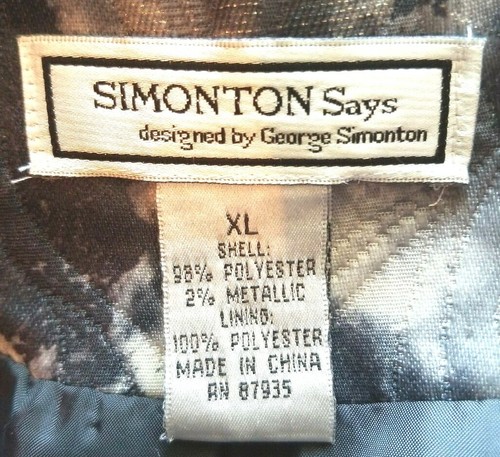 SIMONTON Says
designed by George Simonton
XL
SHELL:
98% POLYESTER
2% METALLIC
LINING:
100% POLYESTER
MADE IN CHINA
RN 87935